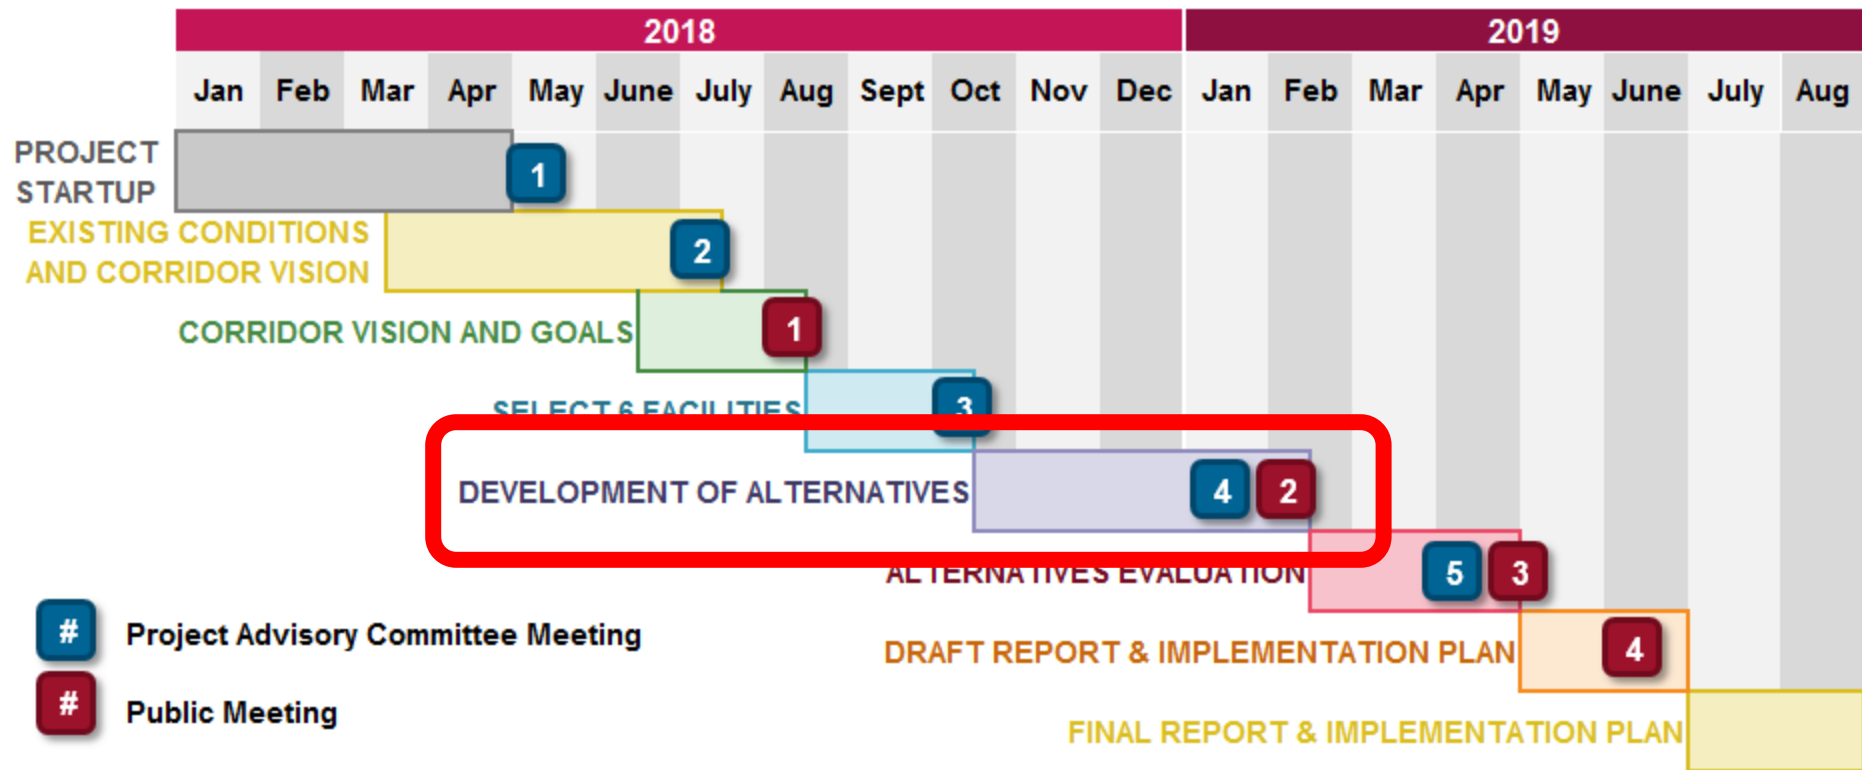 2018 2019
Jan Feb Mar Apr May June July Aug Sept Oct Nov Dec Jan Feb Mar Apr May June July Aug
PROJECT
STARTUP
1
EXISTING CONDITIONS
AND CORRIDOR VISION
2
CORRIDOR VISION AND GOALS
1
SELECT 6 FACILITIES
3
DEVELOPMENT OF ALTERNATIVES
4 2
ALTERNATIVES EVALUATION
5 3
# Project Advisory Committee Meeting
DRAFT REPORT & IMPLEMENTATION PLAN
4
# Public Meeting
FINAL REPORT & IMPLEMENTATION PLAN